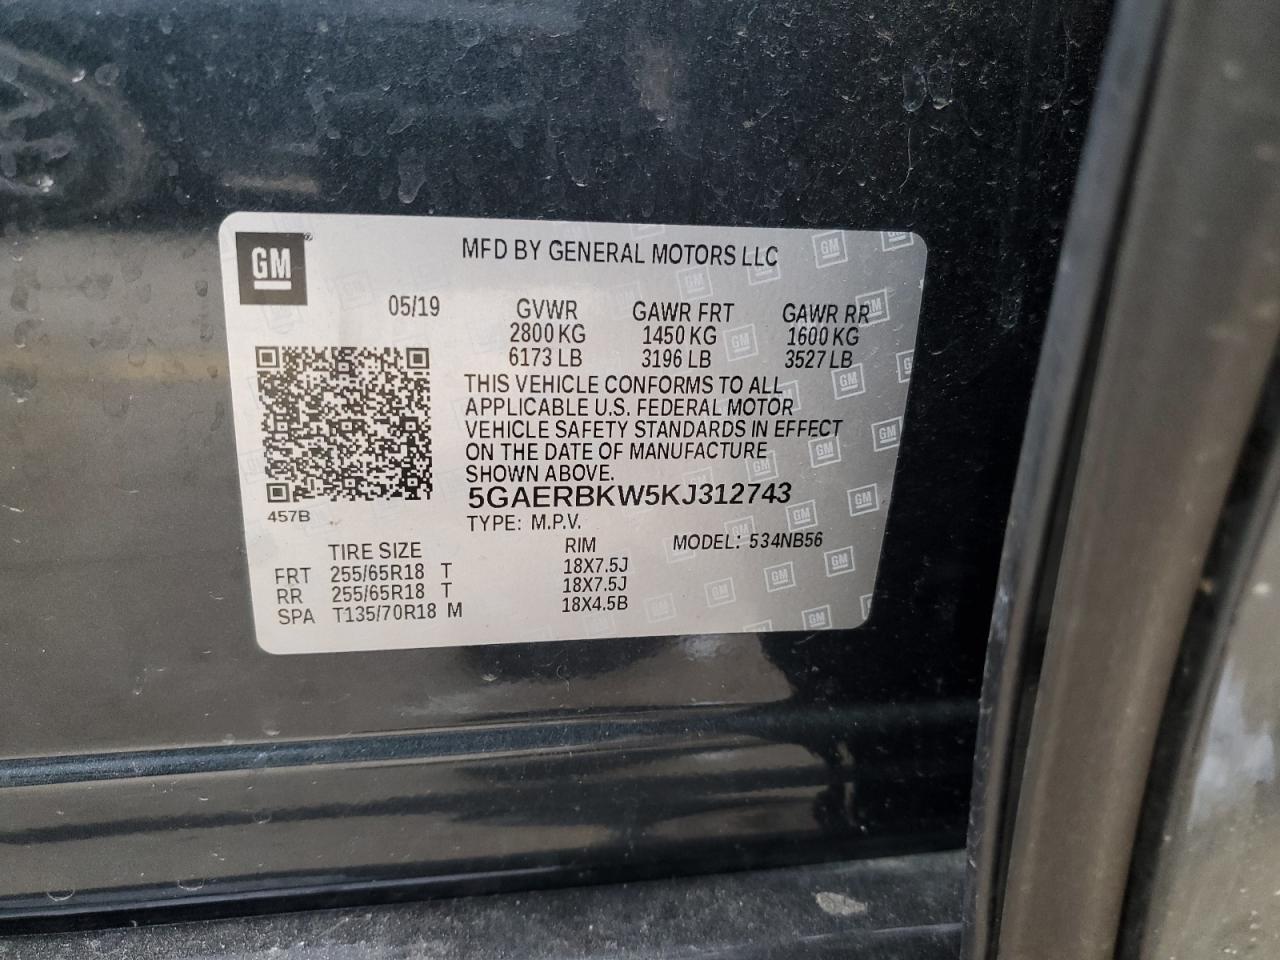 GM
MFD BY GENERAL MOTORS LLC
05/19 GVWR GAWR FRT GAWR RR
2800 KG 1450 KG 1600 KG
6173 LB 3196 LB 3527 LB
THIS VEHICLE CONFORMS TO ALL
APPLICABLE U.S. FEDERAL MOTOR
VEHICLE SAFETY STANDARDS IN EFFECT
ON THE DATE OF MANUFACTURE
SHOWN ABOVE.
5GAERBKW5KJ312743
457B
TYPE: M.P.V.
MODEL: 534NB56
TIRE SIZE RIM
FRT 255/65R18 T 18X7.5J
RR 255/65R18 T 18X7.5J
SPA T135/70R18 M 18X4.5B